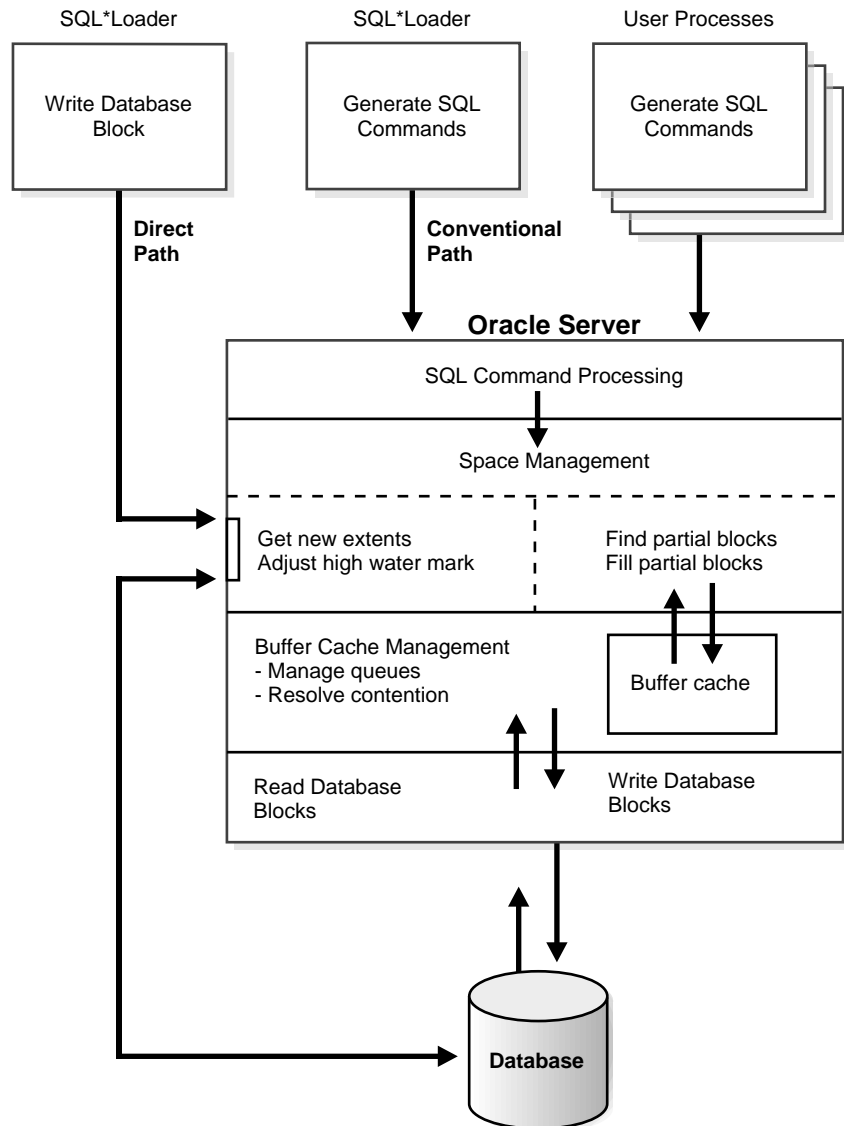 SQL*Loader
SQL*Loader
User Processes
Write Database
Block
Generate SQL
Commands
Generate SQL
Commands
Direct
Path
Conventional
Path
Oracle Server
SQL Command Processing
Space Management
Get new extents
Adjust high water mark
Find partial blocks
Fill partial blocks
Buffer Cache Management
- Manage queues
- Resolve contention
Buffer cache
Read Database
Blocks
Write Database
Blocks
Database